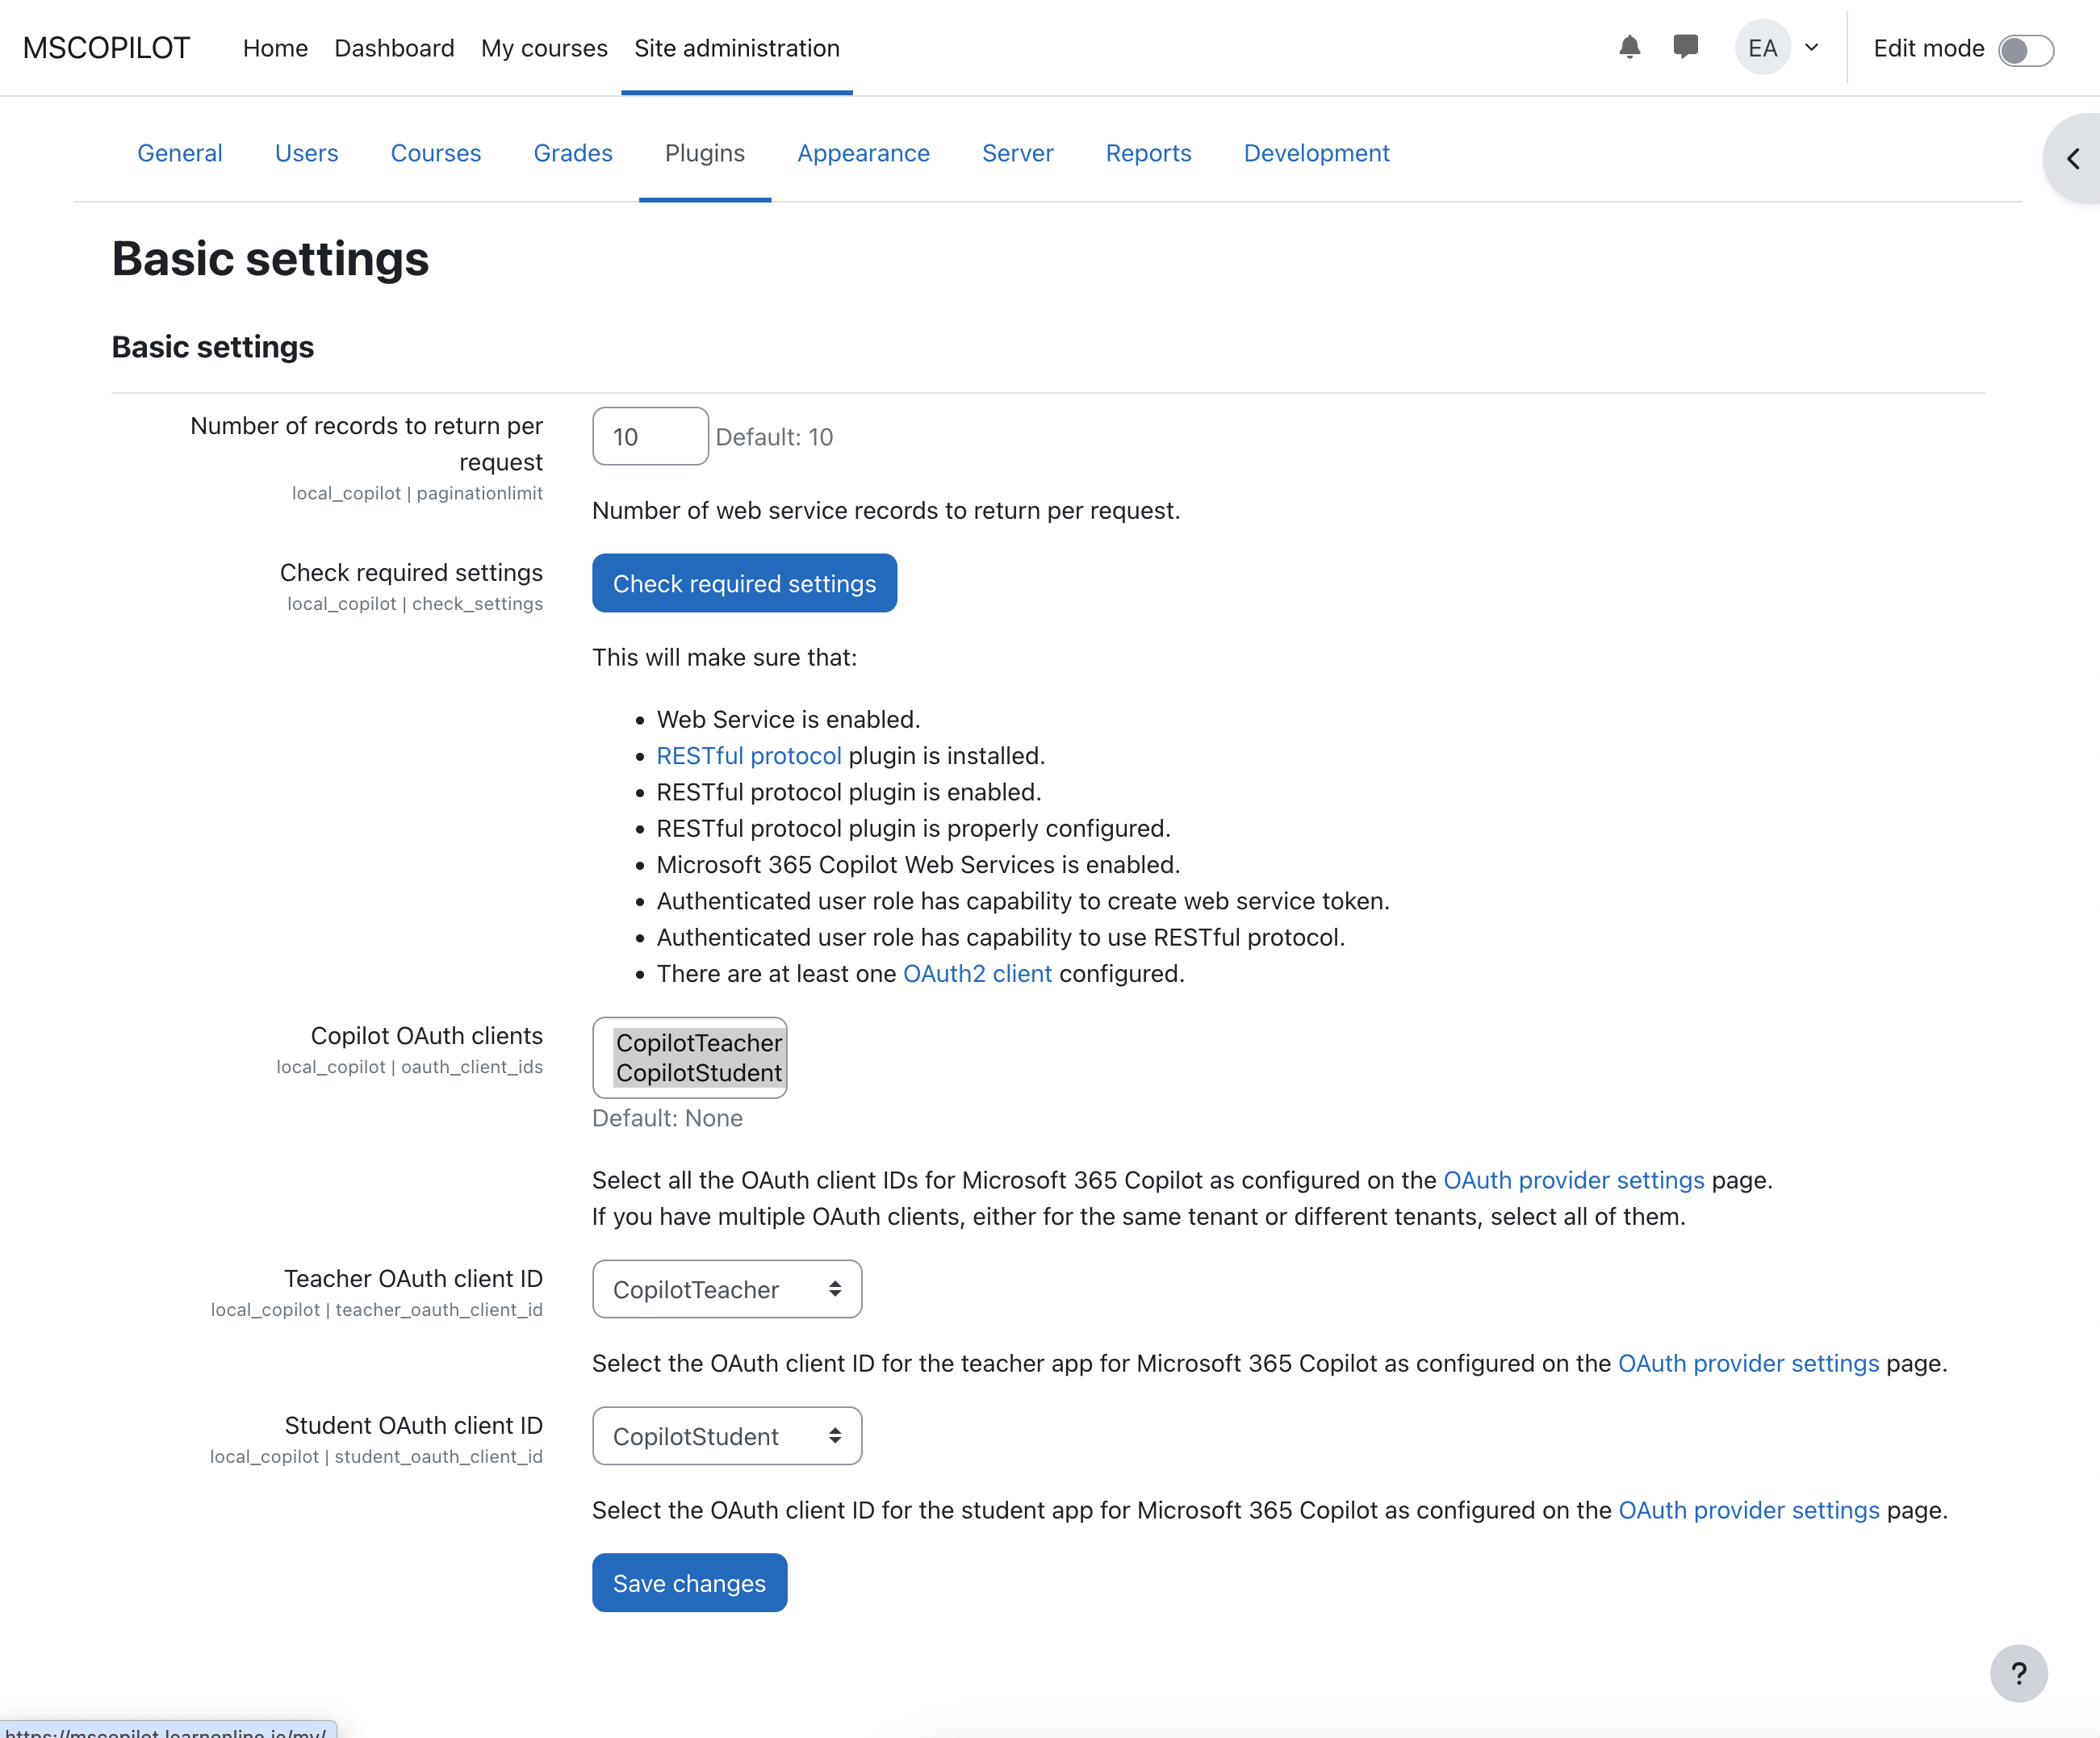 MSCOPILOT Home Dashboard My courses Site administration EA Edit mode
General Users Courses Grades Plugins Appearance Server Reports Development
Basic settings
Basic settings
Number of records to return per
request
local_copilot | paginationlimit
10 Default: 10
Number of web service records to return per request.
Check required settings
local_copilot | check_settings
Check required settings
This will make sure that:
• Web Service is enabled.
• RESTful protocol plugin is installed.
• RESTful protocol plugin is enabled.
• RESTful protocol plugin is properly configured.
• Microsoft 365 Copilot Web Services is enabled.
• Authenticated user role has capability to create web service token.
• Authenticated user role has capability to use RESTful protocol.
• There are at least one OAuth2 client configured.
Copilot OAuth clients
local_copilot | oauth_client_ids
CopilotTeacher
CopilotStudent
Default: None
Select all the OAuth client IDs for Microsoft 365 Copilot as configured on the OAuth provider settings page.
If you have multiple OAuth clients, either for the same tenant or different tenants, select all of them.
Teacher OAuth client ID
local_copilot | teacher_oauth_client_id
CopilotTeacher
Select the OAuth client ID for the teacher app for Microsoft 365 Copilot as configured on the OAuth provider settings page.
Student OAuth client ID
local_copilot | student_oauth_client_id
CopilotStudent
Select the OAuth client ID for the student app for Microsoft 365 Copilot as configured on the OAuth provider settings page.
Save changes
?
https://mscopilot.learnonline.ie/my/